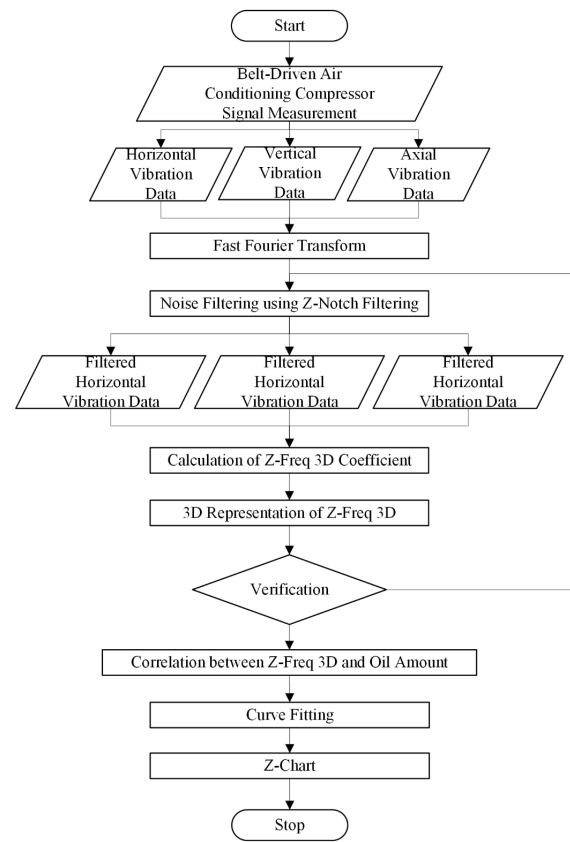 Start
Belt-Driven Air
Conditioning Compressor
Signal Measurement
Horizontal
Vibration
Data
Vertical
Vibration
Data
Axial
Vibration
Data
Fast Fourier Transform
Noise Filtering using Z-Notch Filtering
Filtered
Horizontal
Vibration Data
Filtered
Horizontal
Vibration Data
Filtered
Horizontal
Vibration Data
Calculation of Z-Freq 3D Coefficient
3D Representation of Z-Freq 3D
Verification
Correlation between Z-Freq 3D and Oil Amount
Curve Fitting
Z-Chart
Stop